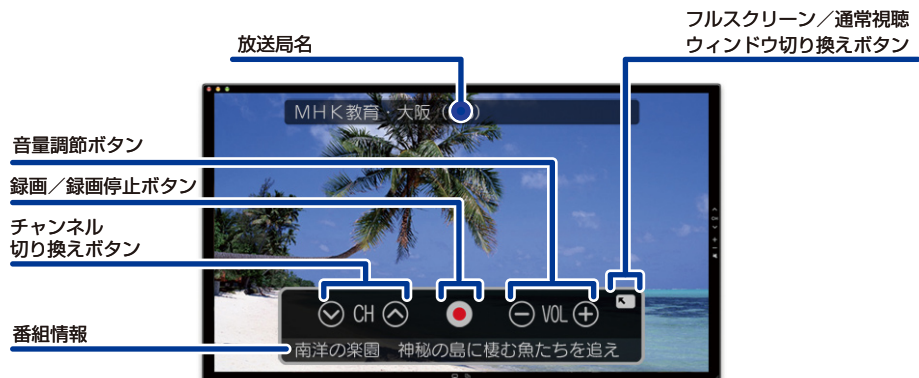 フルスクリーン／通常視聴
ウィンドウ切り換えボタン
放送局名
MHK教育・大阪（
音量調節ボタン
録画／録画停止ボタン
チャンネル
切り換えボタン
CH
VOL
番組情報
南洋の楽園　神秘の島に棲む魚たちを追え